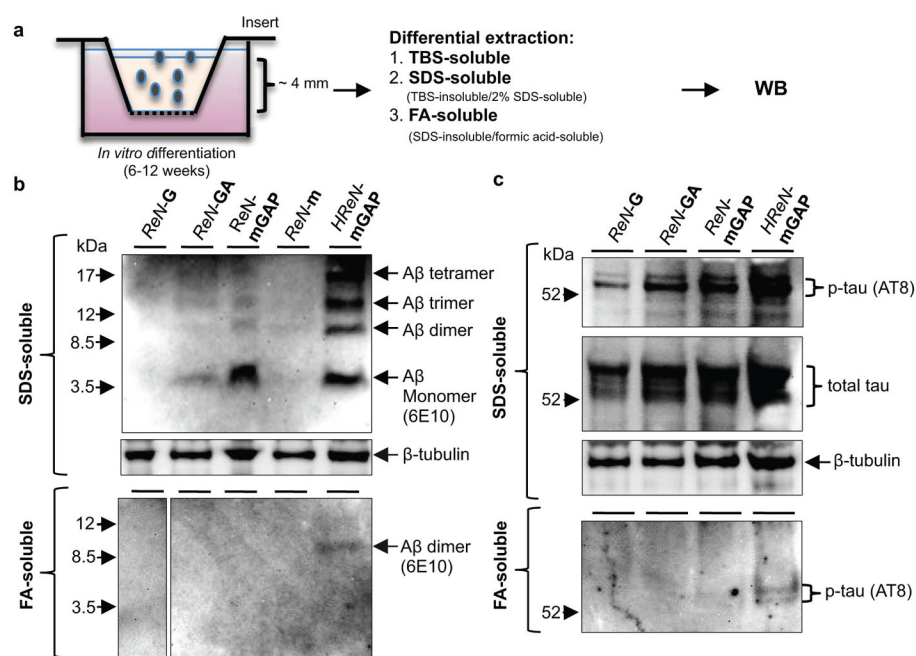 a
Insert
~ 4 mm
In vitro differentiation
(6-12 weeks)
Differential extraction:
1. TBS-soluble
2. SDS-soluble
(TBS-insoluble/2% SDS-soluble)
3. FA-soluble
(SDS-insoluble/formic acid-soluble)
WB
b
ReN-G
ReN-GA
ReN-
mGAP
ReN-m
HReN-
mGAP
kDa
17
12
8.5
3.5
SDS-soluble
Aβ tetramer
Aβ trimer
Aβ dimer
Aβ
Monomer
(6E10)
β-tubulin
FA-soluble
12
8.5
3.5
Aβ dimer
(6E10)
c
ReN-G
ReN-GA
ReN-
mGAP
HReN-
mGAP
kDa
52
p-tau (AT8)
SDS-soluble
52
total tau
β-tubulin
FA-soluble
52
p-tau (AT8)